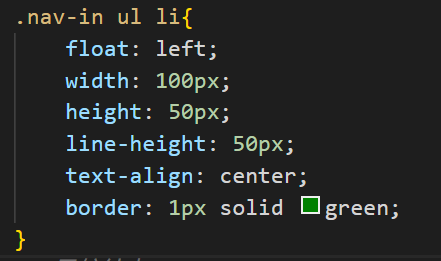 .nav-in ul li{
float: left;
width: 100px;
height: 50px;
line-height: 50px;
text-align: center;
border: 1px solid green;
}